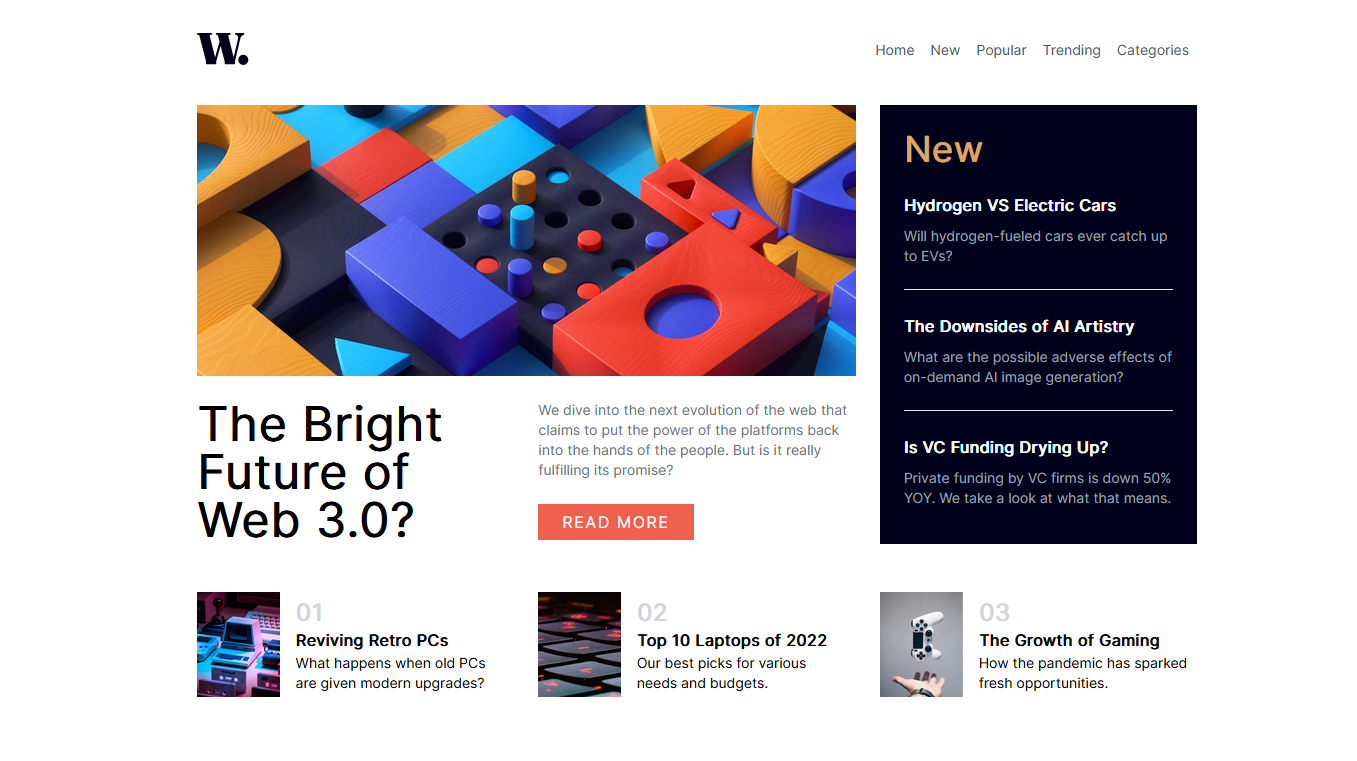 W.
Home New Popular Trending Categories
New
Hydrogen VS Electric Cars
Will hydrogen-fueled cars ever catch up
to EVs?
The Downsides of AI Artistry
What are the possible adverse effects of
on-demand AI image generation?
Is VC Funding Drying Up?
Private funding by VC firms is down 50%
YOY. We take a look at what that means.
The Bright
Future of
Web 3.0?
We dive into the next evolution of the web that
claims to put the power of the platforms back
into the hands of the people. But is it really
fulfilling its promise?
READ MORE
01
Reviving Retro PCs
What happens when old PCs
are given modern upgrades?
02
Top 10 Laptops of 2022
Our best picks for various
needs and budgets.
03
The Growth of Gaming
How the pandemic has sparked
fresh opportunities.